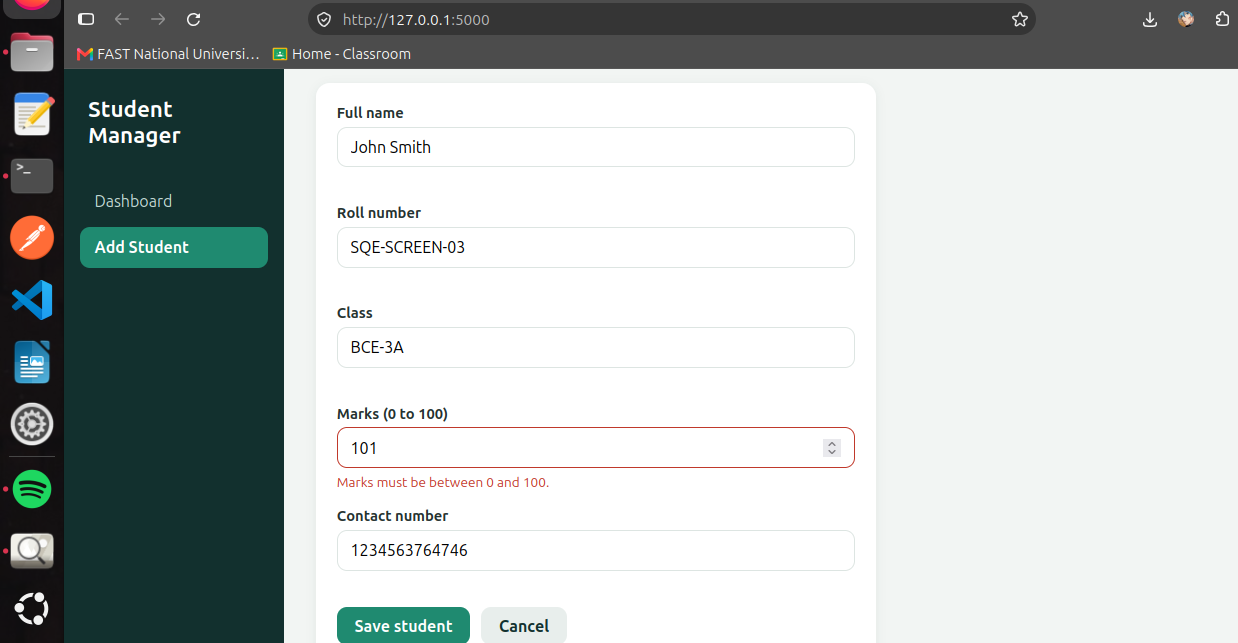 http://127.0.0.1:5000
FAST National Universi...
Home - Classroom
Student
Manager
Dashboard
Add Student
Full name
John Smith
Roll number
SQE-SCREEN-03
Class
BCE-3A
Marks (0 to 100)
101
Marks must be between 0 and 100.
Contact number
1234563764746
Save student
Cancel